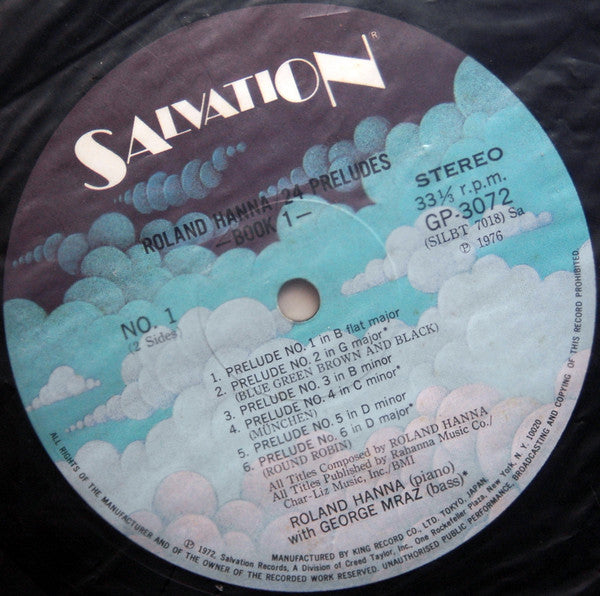 SALVATION®
ROLAND HANNA/24 PRELUDES
—BOOK 1—
STEREO
33⅓ r.p.m.
GP-3072
(SILBT 7018) Sa
℗ 1976
NO. 1
(2 Sides)
1. PRELUDE NO. 1 in B flat major
2. PRELUDE NO. 2 in G major*
(BLUE GREEN BROWN AND BLACK)
3. PRELUDE NO. 3 in B minor
4. PRELUDE NO. 4 in C minor*
(MÜNCHEN)
5. PRELUDE NO. 5 in D minor
6. PRELUDE NO. 6 in D major*
(ROUND ROBIN)
All Titles Composed by ROLAND HANNA
All Titles Published by Rahanna Music Co./
Char-Liz Music, Inc./BMI
ROLAND HANNA (piano)
with GEORGE MRAZ (bass)*
MANUFACTURED BY KING RECORD CO., LTD. TOKYO, JAPAN.
℗ 1972, Salvation Records, A Division of Creed Taylor, Inc., One Rockefeller Plaza, New York, N. Y. 10020.
ALL RIGHTS OF THE MANUFACTURER AND OF THE OWNER OF THE RECORDED WORK RESERVED. UNAUTHORISED PUBLIC PERFORMANCE, BROADCASTING AND COPYING OF THIS RECORD PROHIBITED.